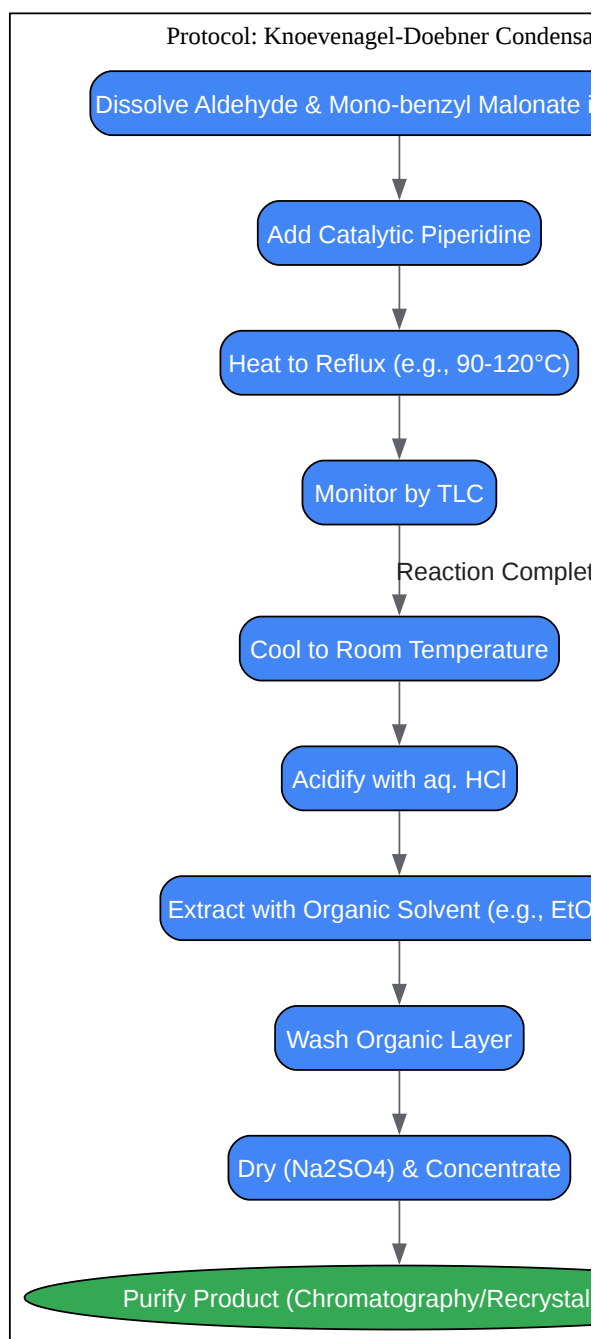 Protocol: Knoevenagel-Doebner Condensa
Dissolve Aldehyde & Mono-benzyl Malonate i
Add Catalytic Piperidine
Heat to Reflux (e.g., 90-120°C)
Monitor by TLC
Reaction Complet
Cool to Room Temperature
Acidify with aq. HCl
Extract with Organic Solvent (e.g., EtO
Wash Organic Layer
Dry (Na2SO4) & Concentrate
Purify Product (Chromatography/Recrystal